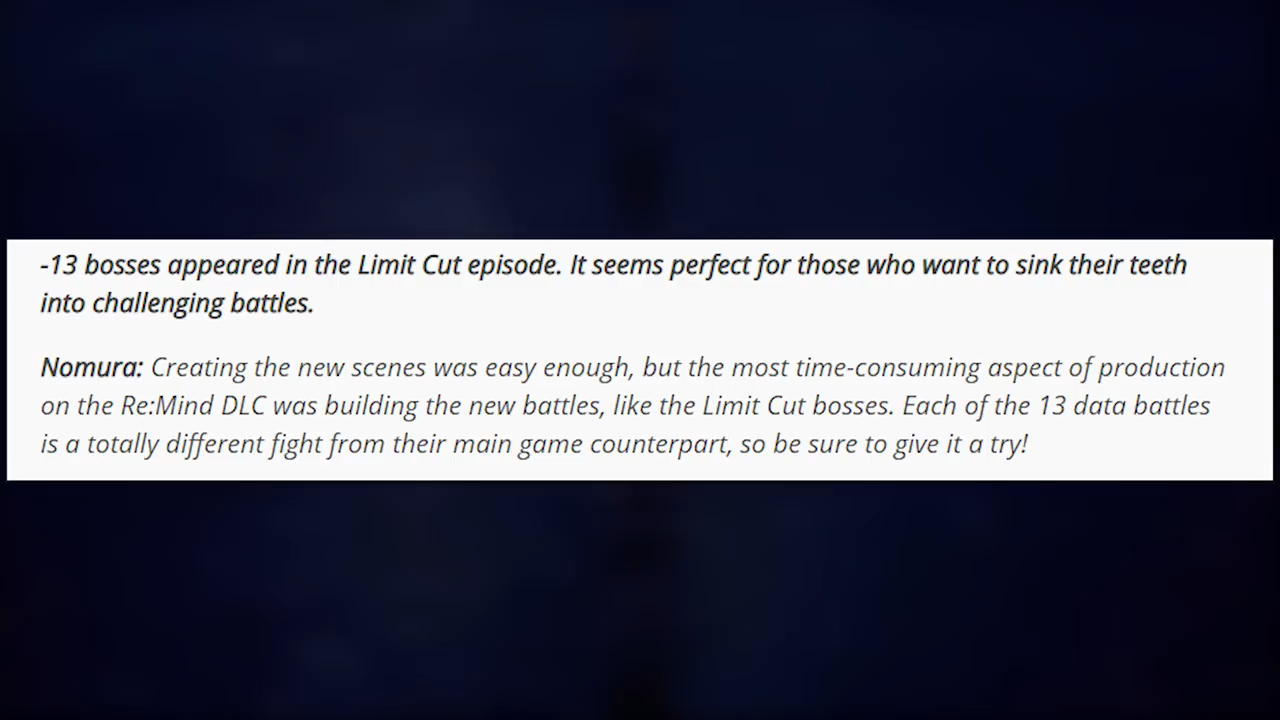 -13 bosses appeared in the Limit Cut episode. It seems perfect for those who want to sink their teeth
into challenging battles.
Nomura: Creating the new scenes was easy enough, but the most time-consuming aspect of production
on the Re:Mind DLC was building the new battles, like the Limit Cut bosses. Each of the 13 data battles
is a totally different fight from their main game counterpart, so be sure to give it a try!